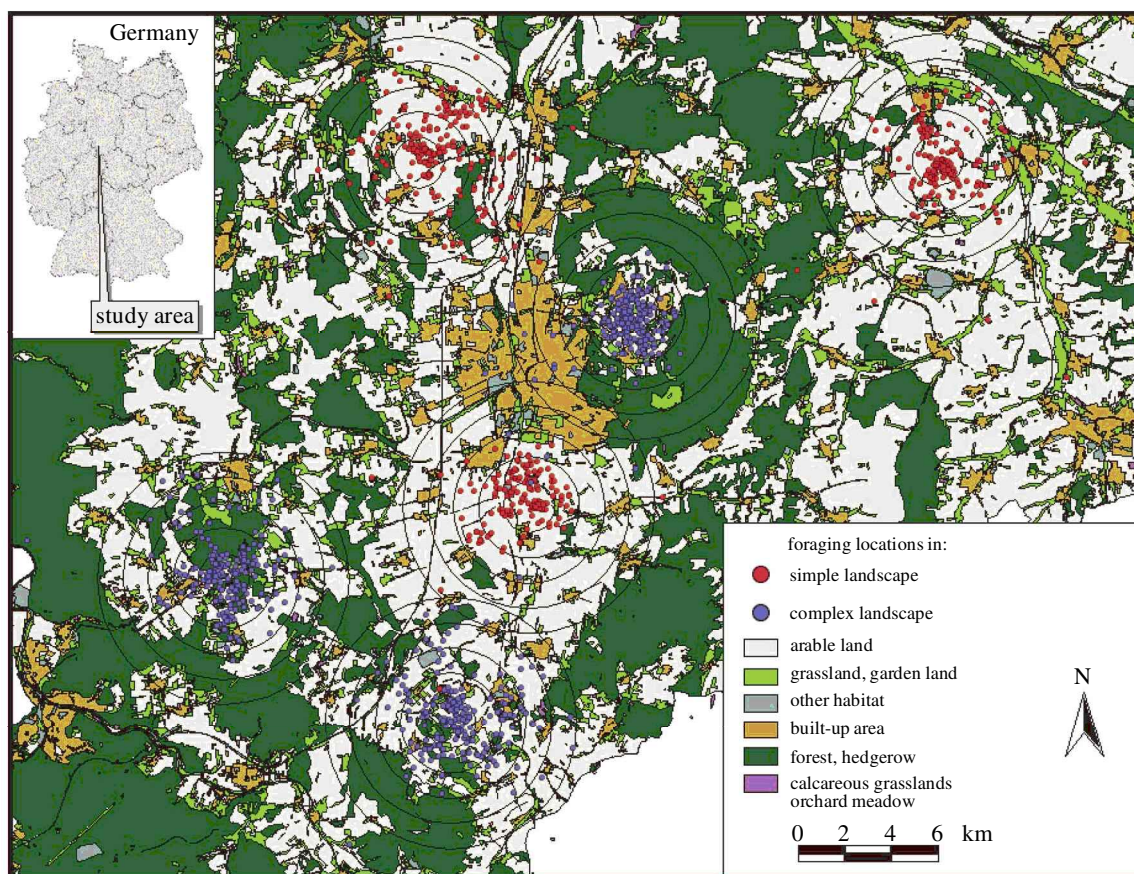 Germany
study area
foraging locations in:
simple landscape
complex landscape
arable land
grassland, garden land
other habitat
built-up area
forest, hedgerow
calcareous grasslands
orchard meadow
N
0 2 4 6 km